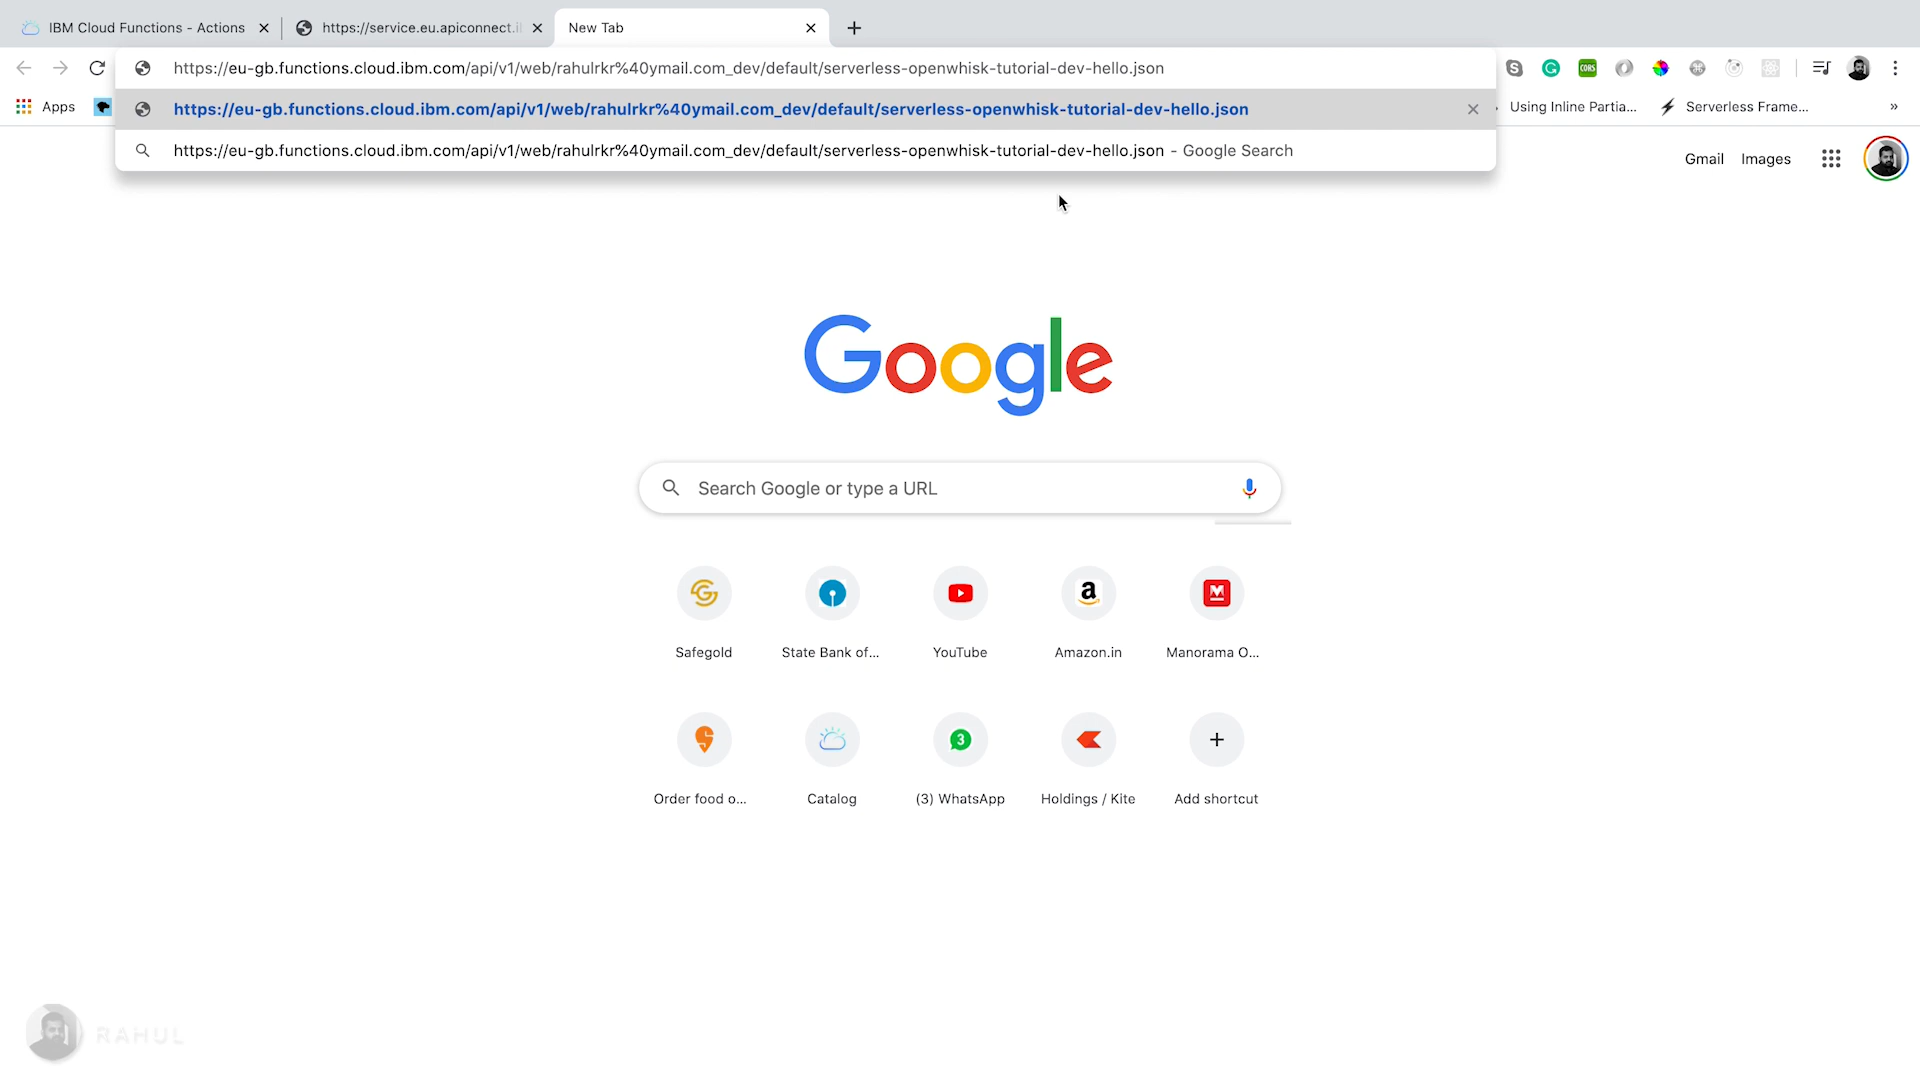 IBM Cloud Functions - Actions
https://service.eu.apiconnect.i
New Tab
https://eu-gb.functions.cloud.ibm.com/api/v1/web/rahulrkr%40ymail.com_dev/default/serverless-openwhisk-tutorial-dev-hello.json
CORS
Apps
https://eu-gb.functions.cloud.ibm.com/api/v1/web/rahulrkr%40ymail.com_dev/default/serverless-openwhisk-tutorial-dev-hello.json
Using Inline Partia...
Serverless Frame...
»
https://eu-gb.functions.cloud.ibm.com/api/v1/web/rahulrkr%40ymail.com_dev/default/serverless-openwhisk-tutorial-dev-hello.json - Google Search
Gmail
Images
Google
Search Google or type a URL
Safegold
State Bank of...
YouTube
Amazon.in
Manorama O...
3
Order food o...
Catalog
(3) WhatsApp
Holdings / Kite
Add shortcut
RAHUL